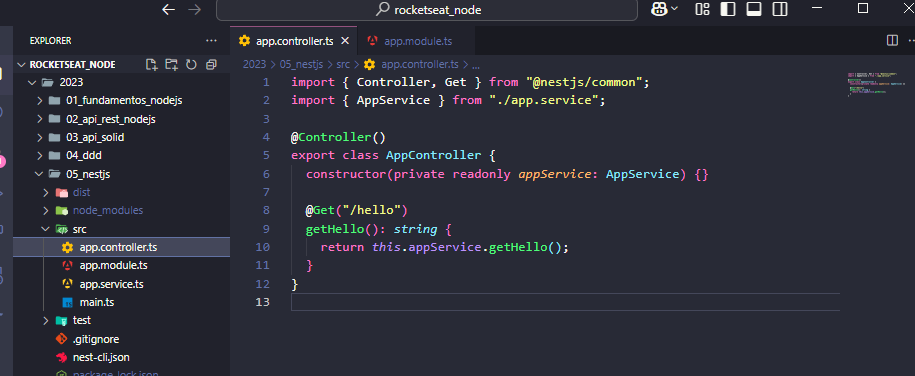 rocketseat_node
EXPLORER
ROCKETSEAT_NODE
2023
01_fundamentos_nodejs
02_api_rest_nodejs
03_api_solid
04_ddd
05_nestjs
dist
node_modules
src
app.controller.ts
app.module.ts
app.service.ts
main.ts
test
.gitignore
nest-cli.json
package-lock.json
app.controller.ts
app.module.ts
2023 > 05_nestjs > src > app.controller.ts > ...
1 import { Controller, Get } from "@nestjs/common";
2 import { AppService } from "./app.service";
3
4 @Controller()
5 export class AppController {
6 constructor(private readonly appService: AppService) {}
7
8 @Get("/hello")
9 getHello(): string {
10 return this.appService.getHello();
11 }
12 }
13